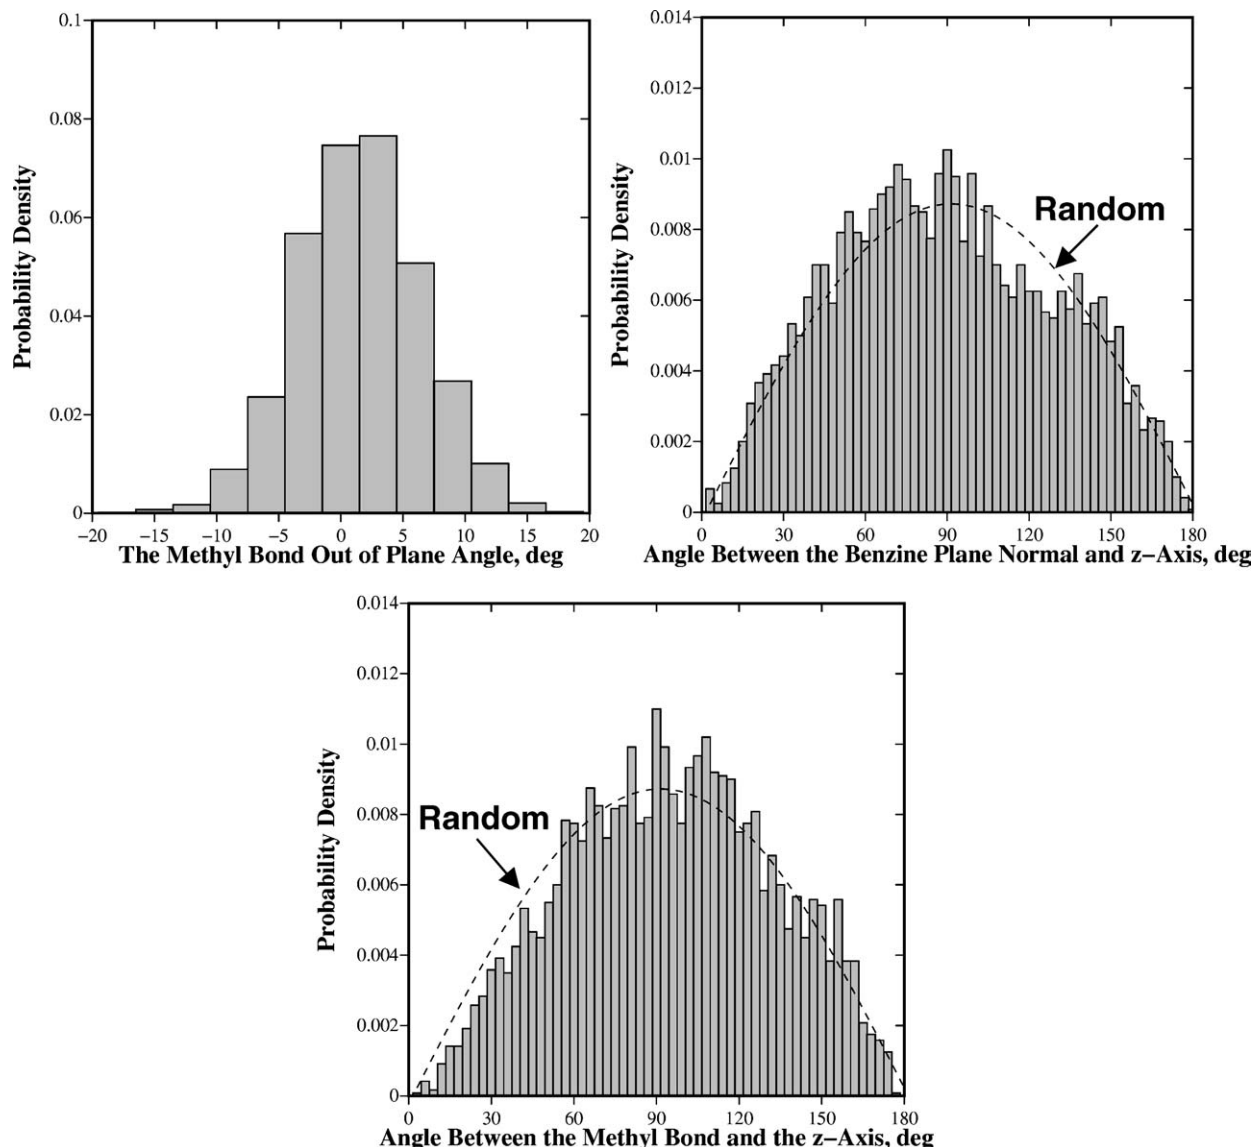 0.1
0.08
0.06
0.04
0.02
0
−20 −15 −10 −5 0 5 10 15 20
Probability Density
The Methyl Bond Out of Plane Angle, deg
0.014
0.012
0.01
0.008
0.006
0.004
0.002
0
0 30 60 90 120 150 180
Probability Density
Random
Angle Between the Benzine Plane Normal and z−Axis, deg
0.014
0.012
0.01
0.008
0.006
0.004
0.002
0
0 30 60 90 120 150 180
Probability Density
Random
Angle Between the Methyl Bond and the z−Axis, deg